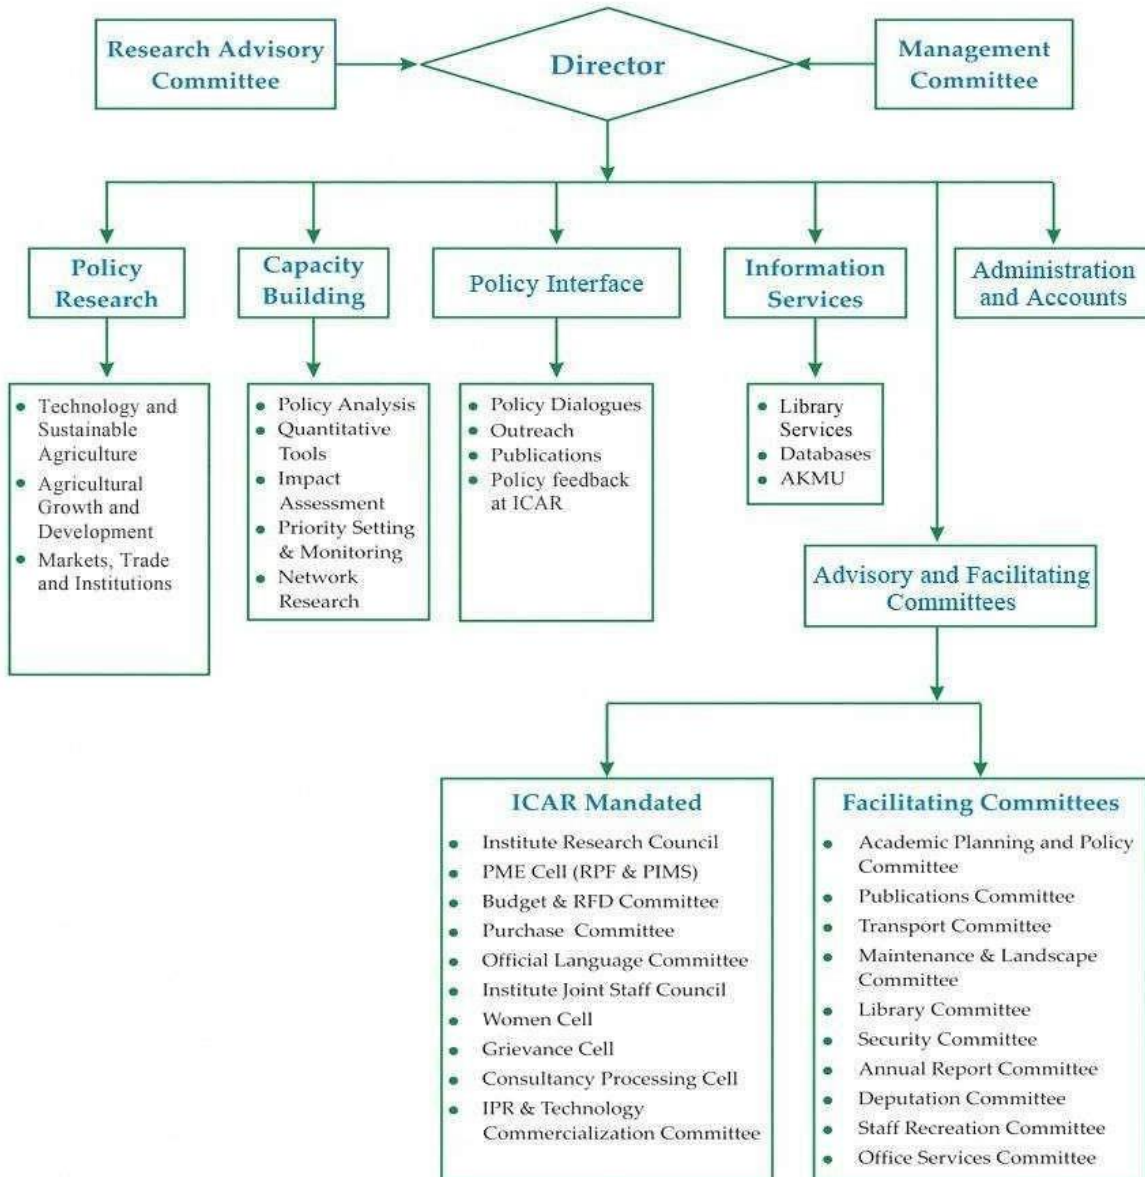 Research Advisory
Committee
Director
Management
Committee
Policy
Research
Capacity
Building
Policy Interface
Information
Services
Administration
and Accounts
Technology and
Sustainable
Agriculture
Agricultural
Growth and
Development
Markets, Trade
and Institutions
Policy Analysis
Quantitative
Tools
Impact
Assessment
Priority Setting
& Monitoring
Network
Research
Policy Dialogues
Outreach
Publications
Policy feedback
at ICAR
Library
Services
Databases
AKMU
Advisory and Facilitating
Committees
ICAR Mandated
Institute Research Council
PME Cell (RPF & PIMS)
Budget & RFD Committee
Purchase Committee
Official Language Committee
Institute Joint Staff Council
Women Cell
Grievance Cell
Consultancy Processing Cell
IPR & Technology
Commercialization Committee
Facilitating Committees
Academic Planning and Policy
Committee
Publications Committee
Transport Committee
Maintenance & Landscape
Committee
Library Committee
Security Committee
Annual Report Committee
Deputation Committee
Staff Recreation Committee
Office Services Committee